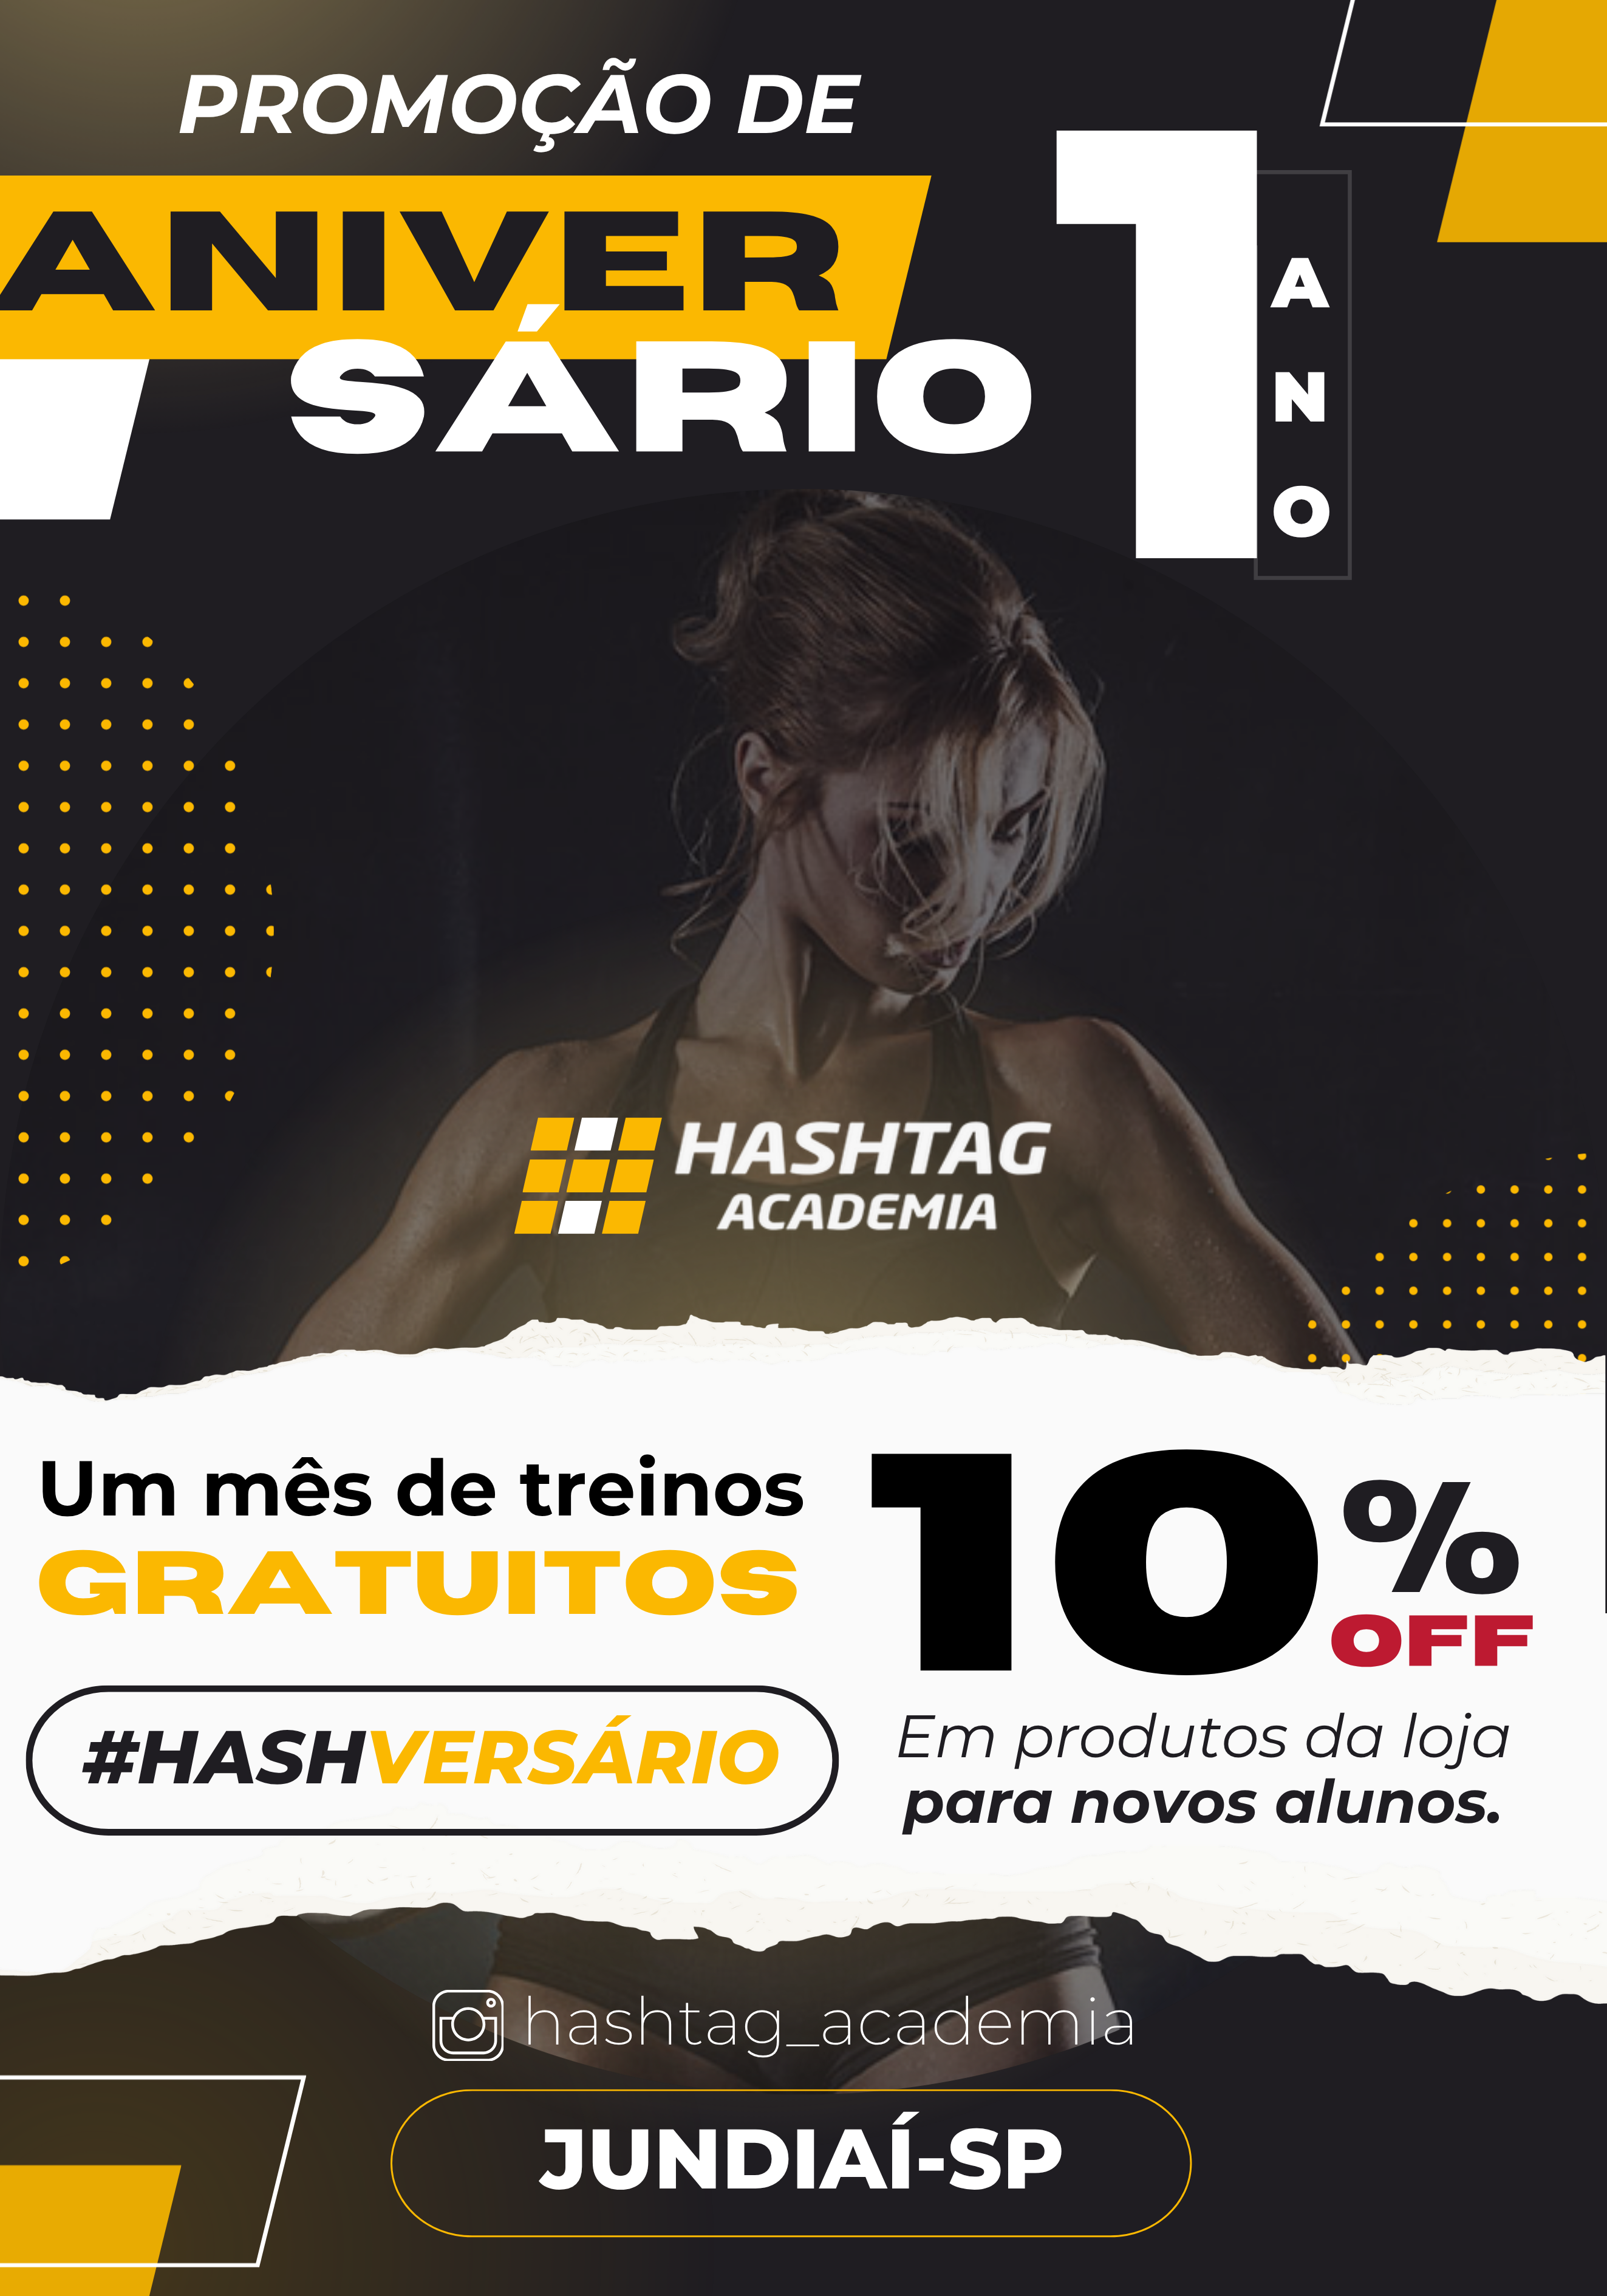 PROMOÇÃO DE
ANIVER
SÁRIO
1
ANO
HASHTAG
ACADEMIA
Um mês de treinos
GRATUITOS
#HASHVERSÁRIO
10%
OFF
Em produtos da loja
para novos alunos.
hashtag_academia
JUNDIAÍ-SP